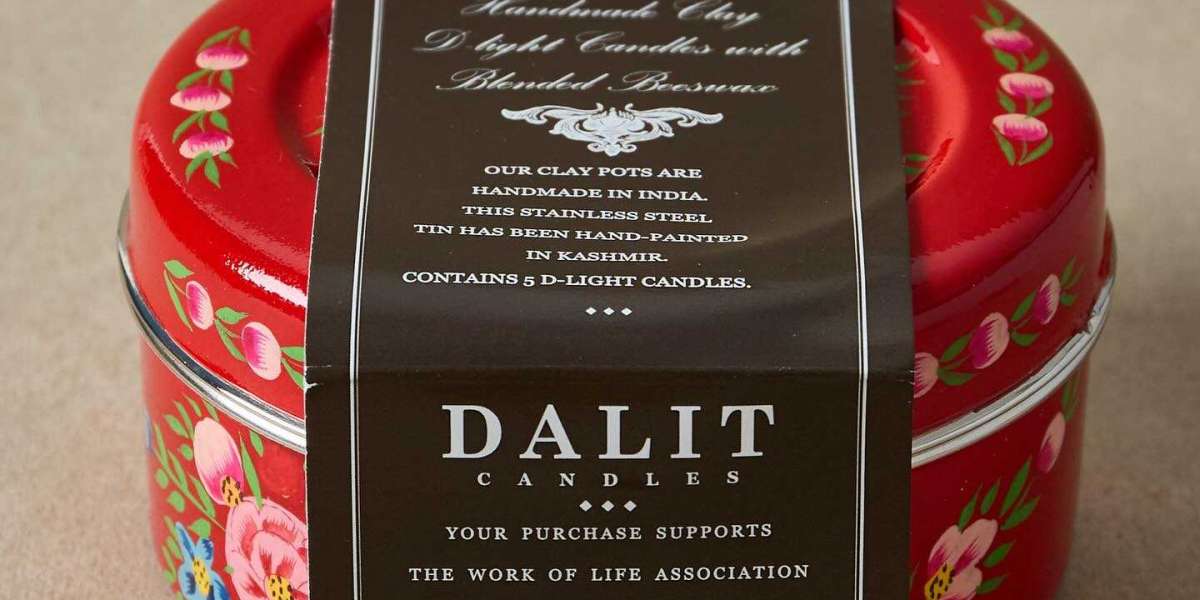 Handmade Clay
D-light Candles with
Blended Beeswax
OUR CLAY POTS ARE
HANDMADE IN INDIA.
THIS STAINLESS STEEL
TIN HAS BEEN HAND-PAINTED
IN KASHMIR.
CONTAINS 5 D-LIGHT CANDLES.
DALIT
CANDLES
YOUR PURCHASE SUPPORTS
THE WORK OF LIFE ASSOCIATION